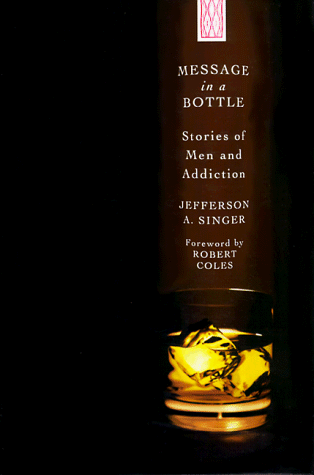 MESSAGE
in a
BOTTLE
Stories of
Men and
Addiction
JEFFERSON
A. SINGER
Foreword by
ROBERT
COLES